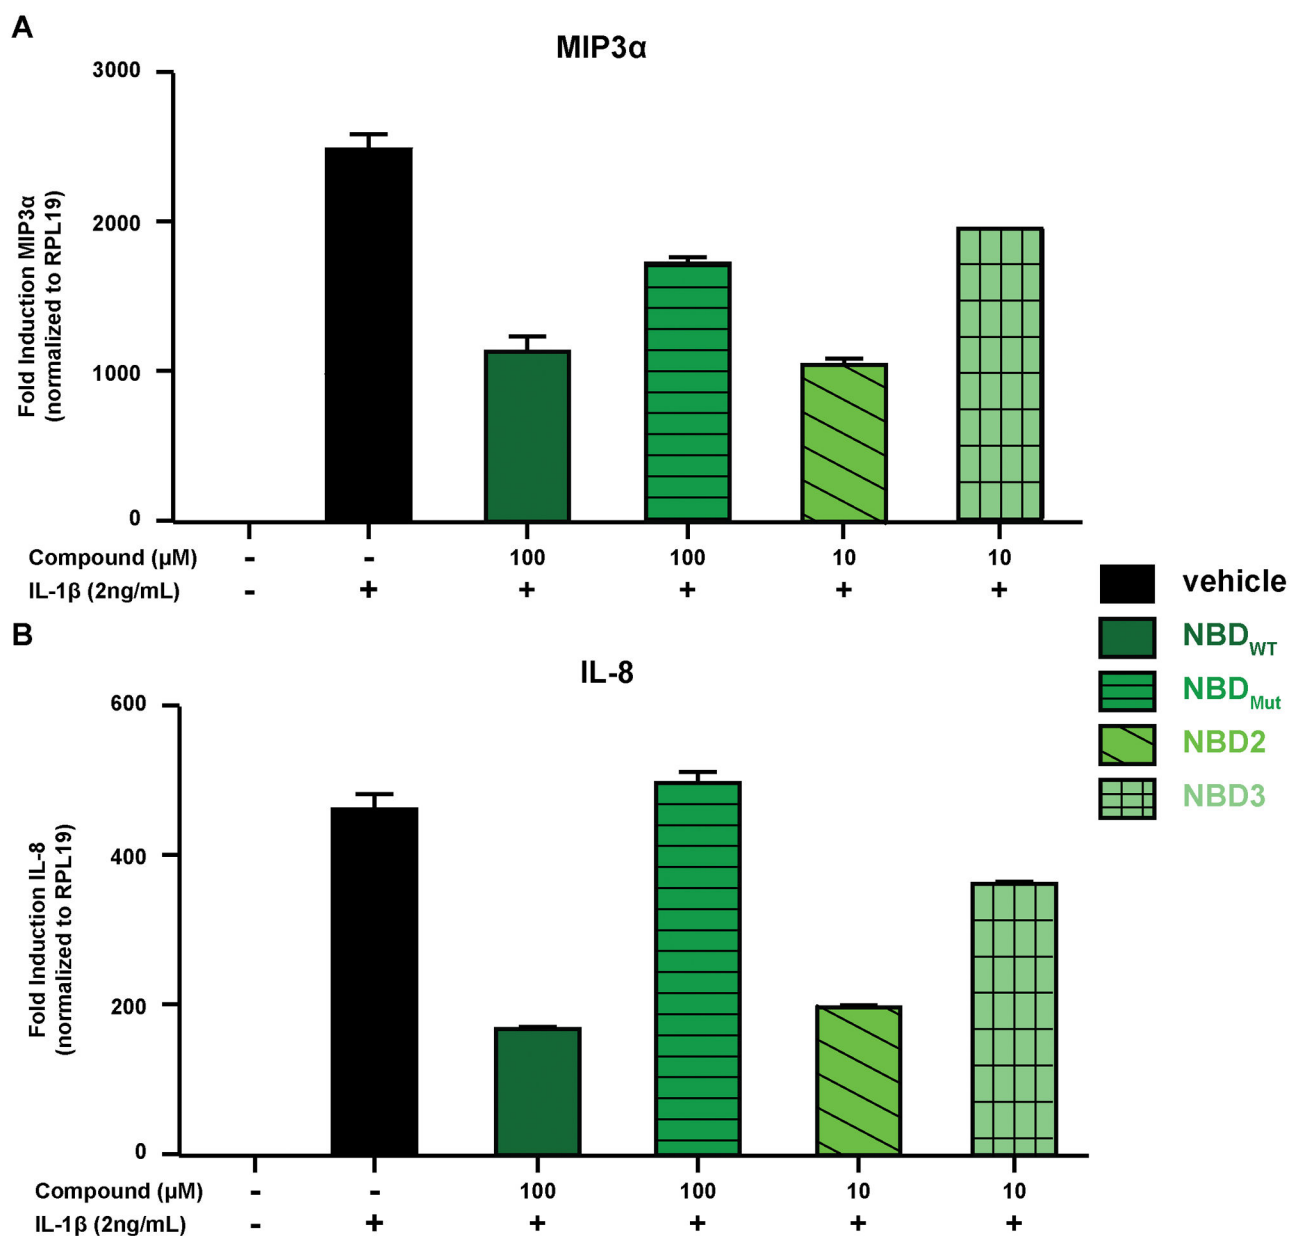 A
MIP3α
3000
2000
1000
0
Fold Induction MIP3α
(normalized to RPL19)
Compound (μM) - - 100 100 10 10
IL-1β (2ng/mL) - + + + + +
vehicle
NBDWT
NBDMut
NBD2
NBD3
B
IL-8
600
400
200
0
Fold Induction IL-8
(normalized to RPL19)
Compound (μM) - - 100 100 10 10
IL-1β (2ng/mL) - + + + + +